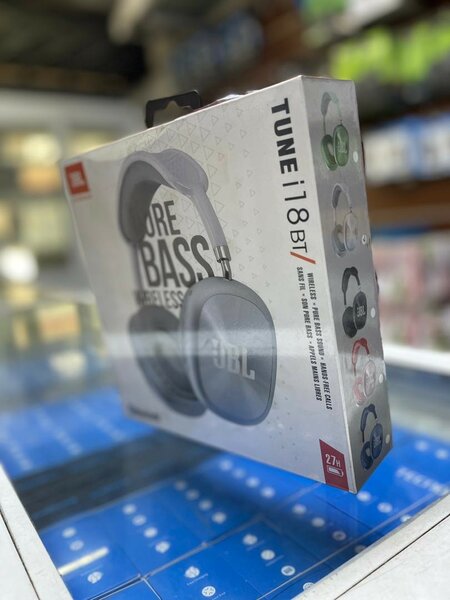 JBL
PURE
BASS
WIRELESS
JBL
TUNE i18BT/
WIRELESS • PURE BASS SOUND • HANDS-FREE CALLS
SANS FIL • SON PURE BASS • APPELS MAINS LIBRES
JBL
27H